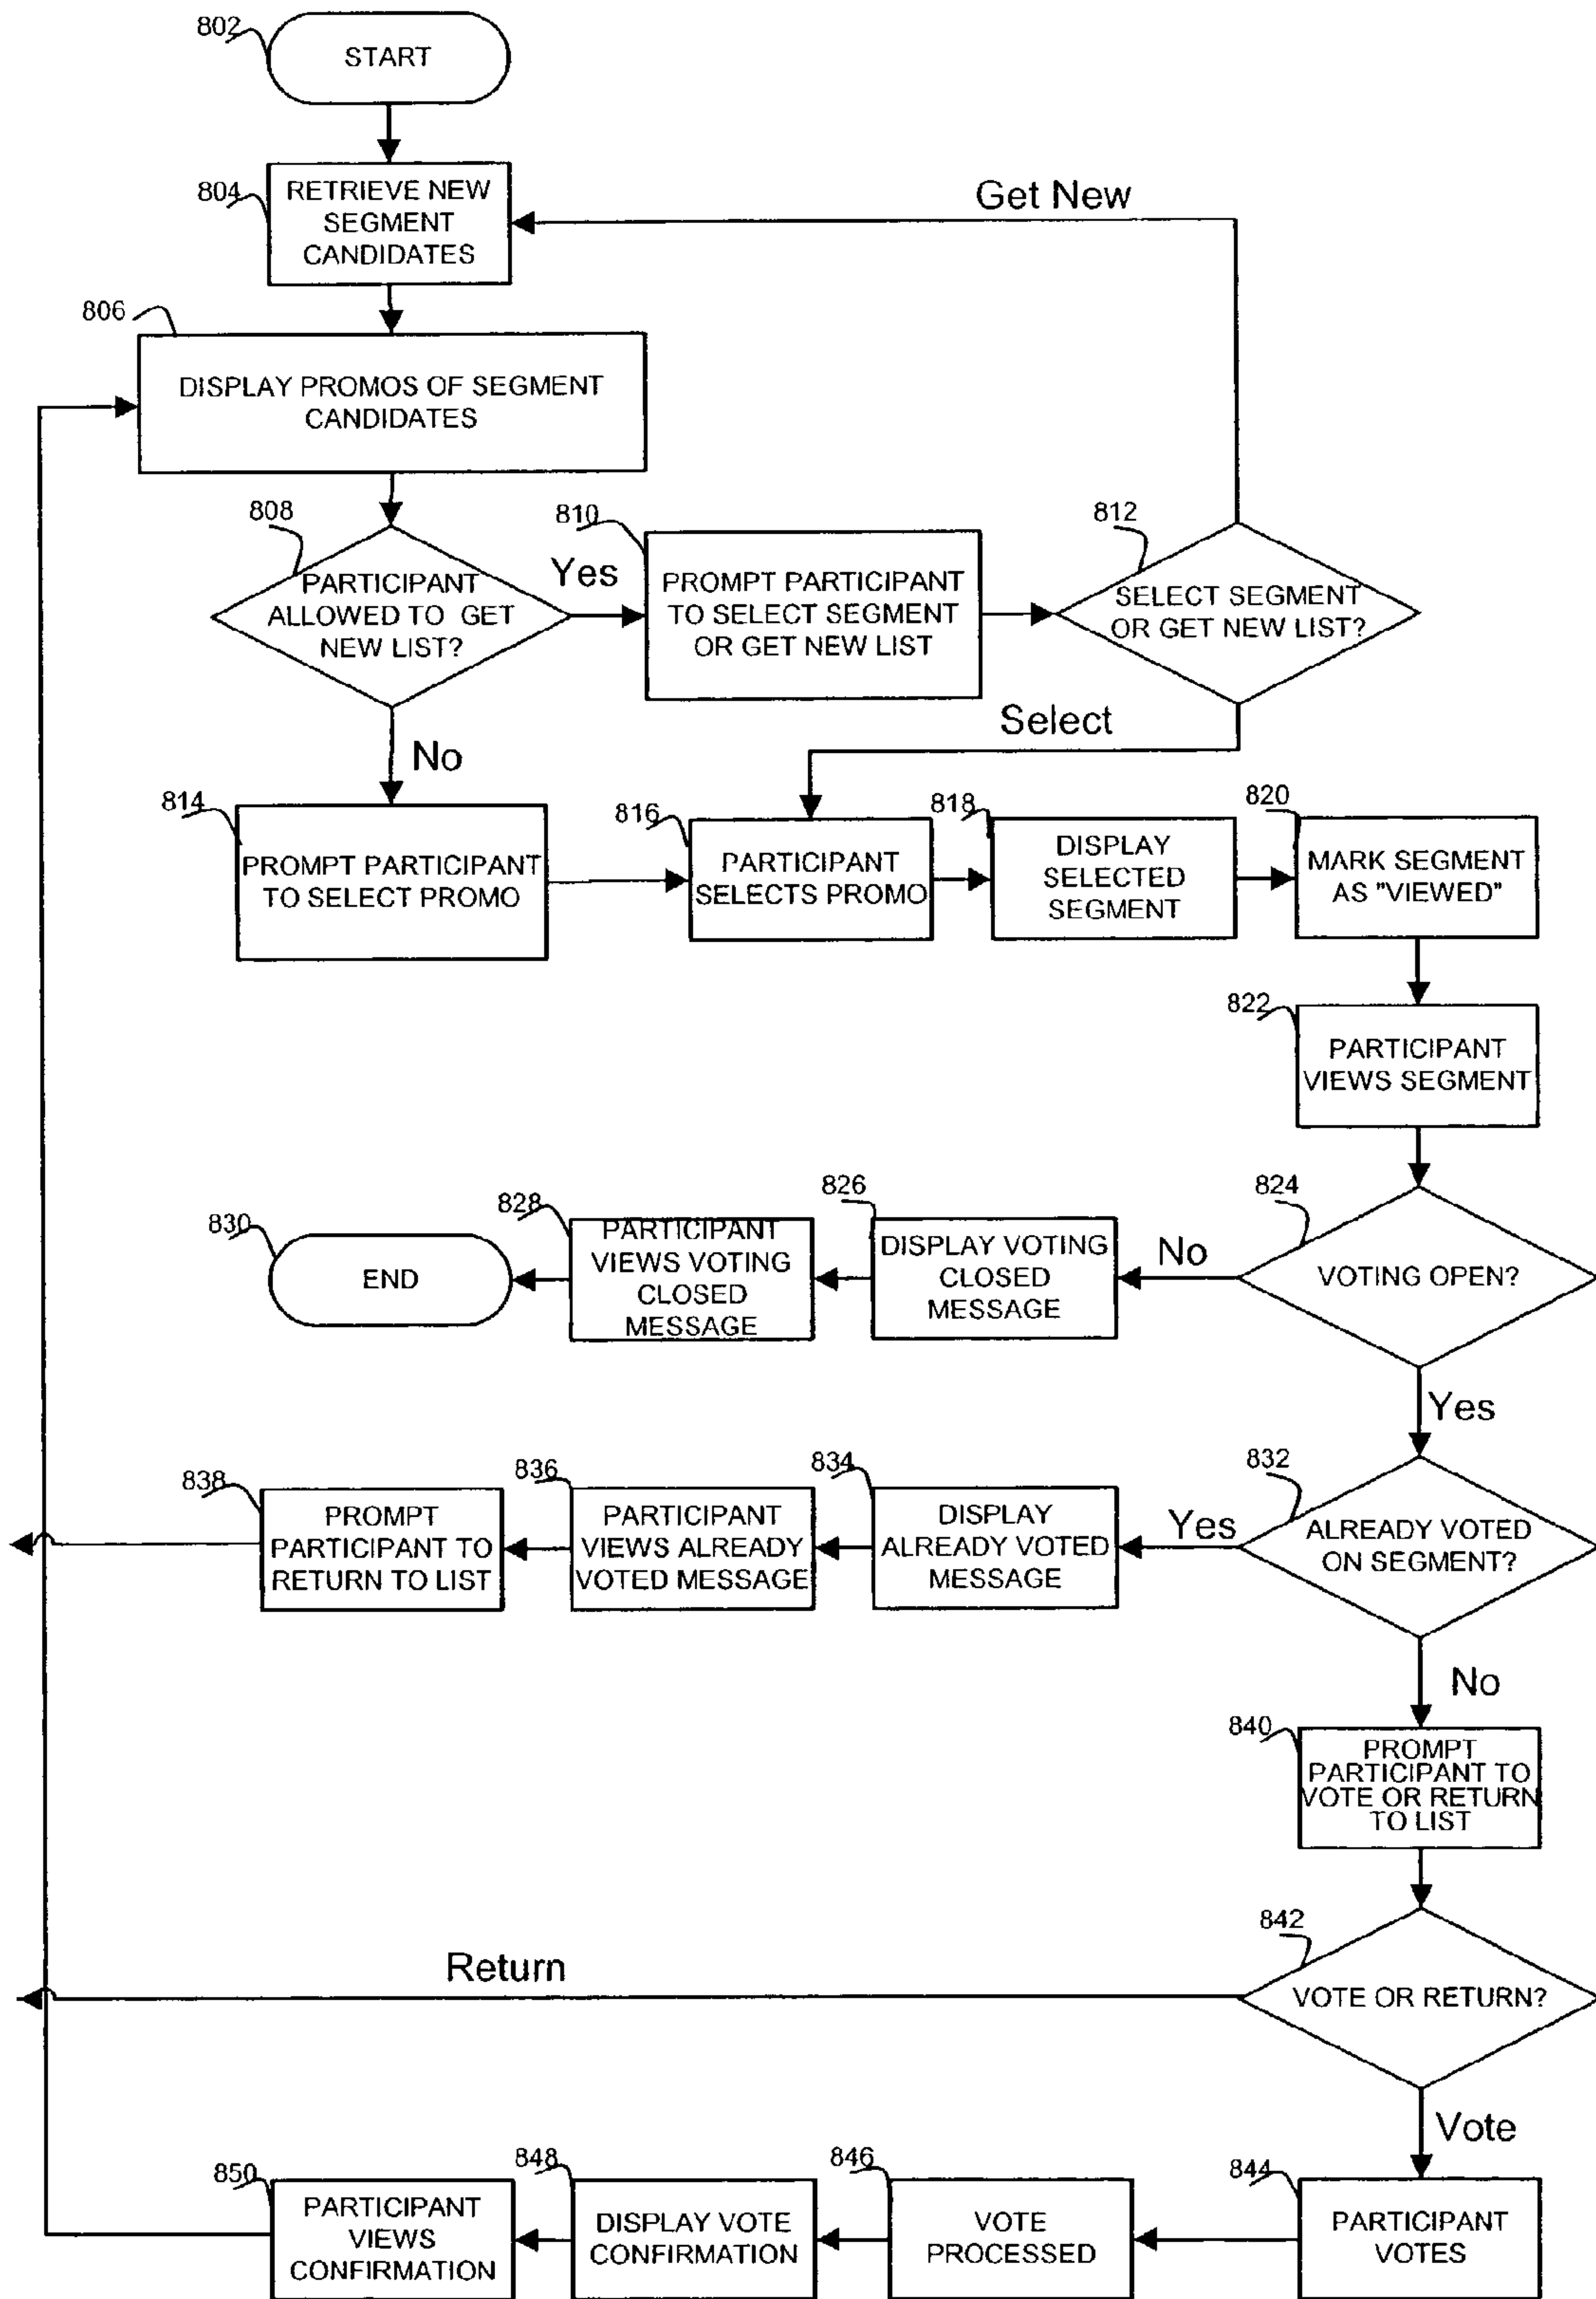 802
START
804
RETRIEVE NEW
SEGMENT
CANDIDATES
Get New
806
DISPLAY PROMOS OF SEGMENT
CANDIDATES
808
PARTICIPANT
ALLOWED TO GET
NEW LIST?
Yes
810
PROMPT PARTICIPANT
TO SELECT SEGMENT
OR GET NEW LIST
812
SELECT SEGMENT
OR GET NEW LIST?
Select
No
814
PROMPT PARTICIPANT
TO SELECT PROMO
816
PARTICIPANT
SELECTS PROMO
818
DISPLAY
SELECTED
SEGMENT
820
MARK SEGMENT
AS "VIEWED"
822
PARTICIPANT
VIEWS SEGMENT
824
VOTING OPEN?
No
826
DISPLAY VOTING
CLOSED
MESSAGE
828
PARTICIPANT
VIEWS VOTING
CLOSED
MESSAGE
830
END
Yes
832
ALREADY VOTED
ON SEGMENT?
Yes
834
DISPLAY
ALREADY VOTED
MESSAGE
836
PARTICIPANT
VIEWS ALREADY
VOTED MESSAGE
838
PROMPT
PARTICIPANT TO
RETURN TO LIST
No
840
PROMPT
PARTICIPANT TO
VOTE OR RETURN
TO LIST
842
VOTE OR RETURN?
Return
Vote
844
PARTICIPANT
VOTES
846
VOTE
PROCESSED
848
DISPLAY VOTE
CONFIRMATION
850
PARTICIPANT
VIEWS
CONFIRMATION